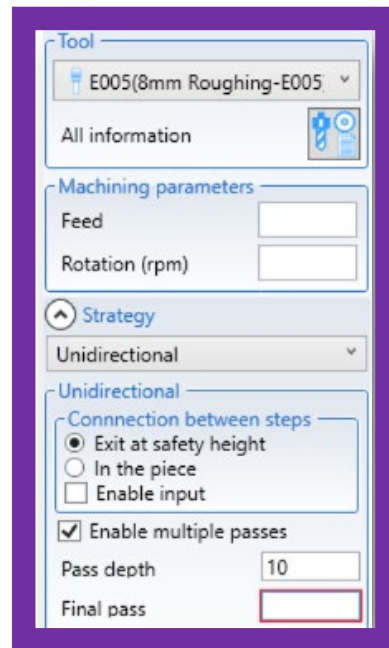 Tool
E005(8mm Roughing-E005
All information
Machining parameters
Feed
Rotation (rpm)
Strategy
Unidirectional
Unidirectional
Connnection between steps
Exit at safety height
In the piece
Enable input
Enable multiple passes
Pass depth 10
Final pass